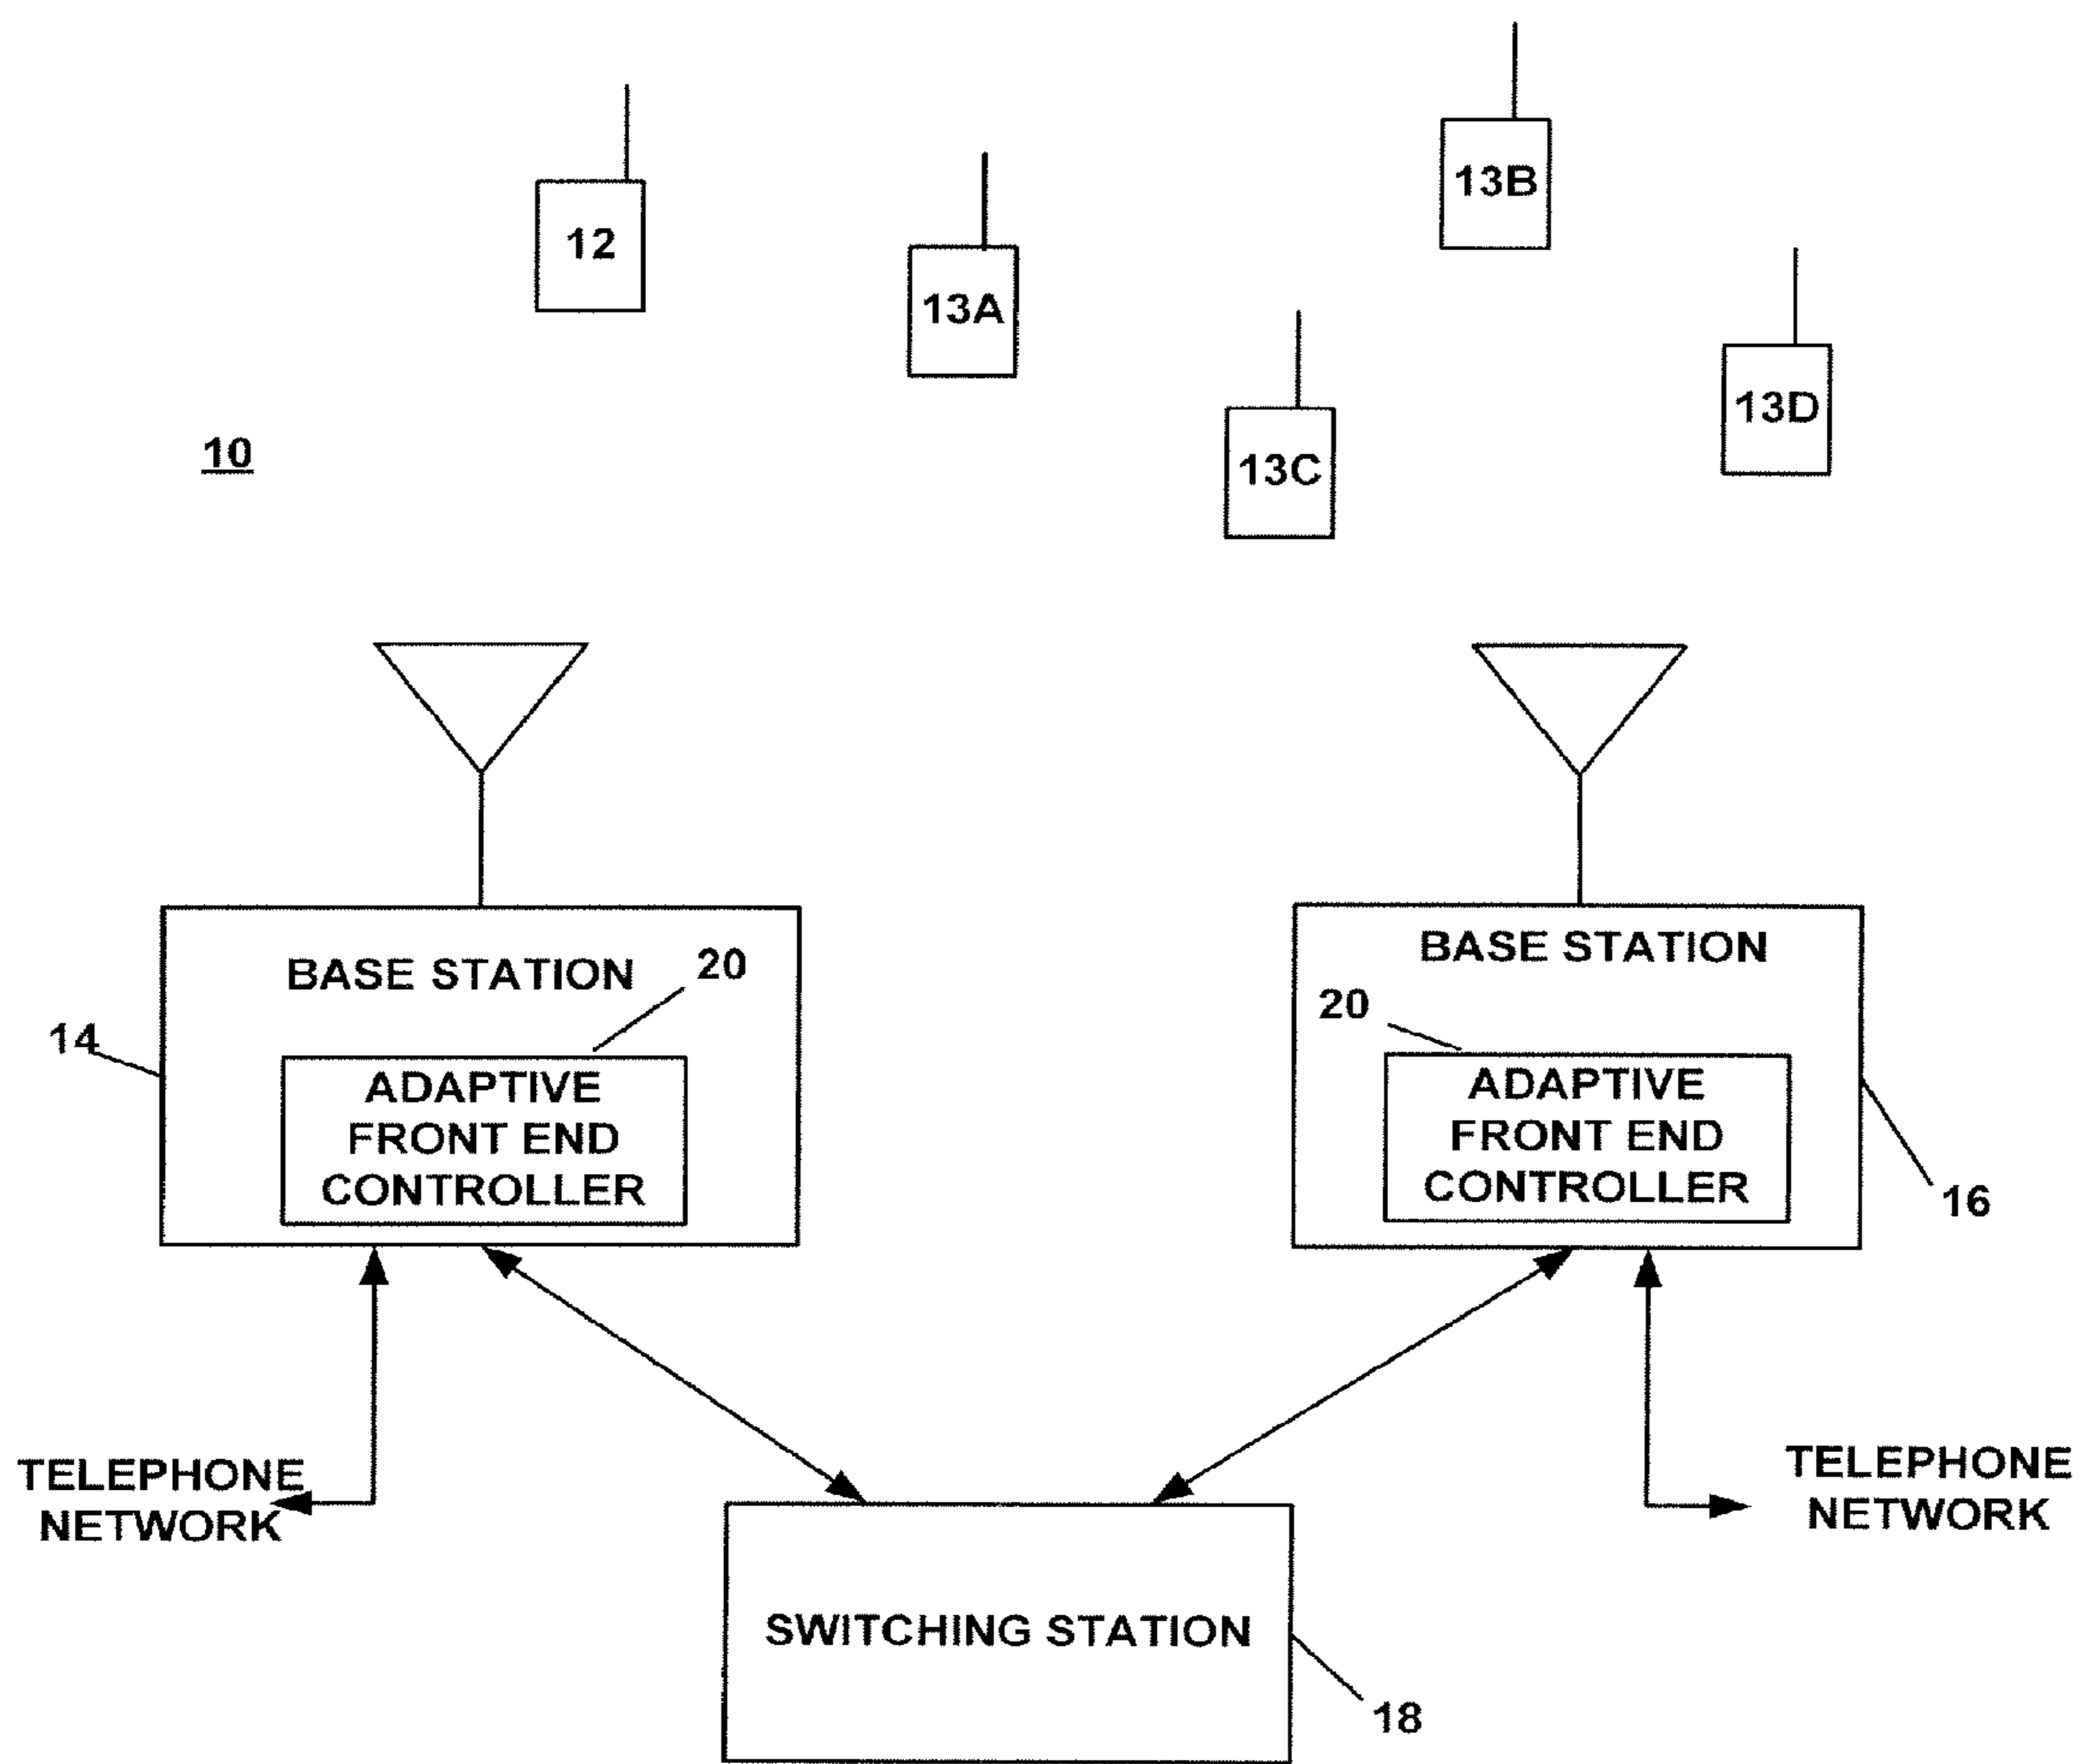 13B
12
13A
13D
10
13C
BASE STATION
20
14
ADAPTIVE
FRONT END
CONTROLLER
BASE STATION
20
ADAPTIVE
FRONT END
CONTROLLER
16
TELEPHONE
NETWORK
TELEPHONE
NETWORK
SWITCHING STATION
18